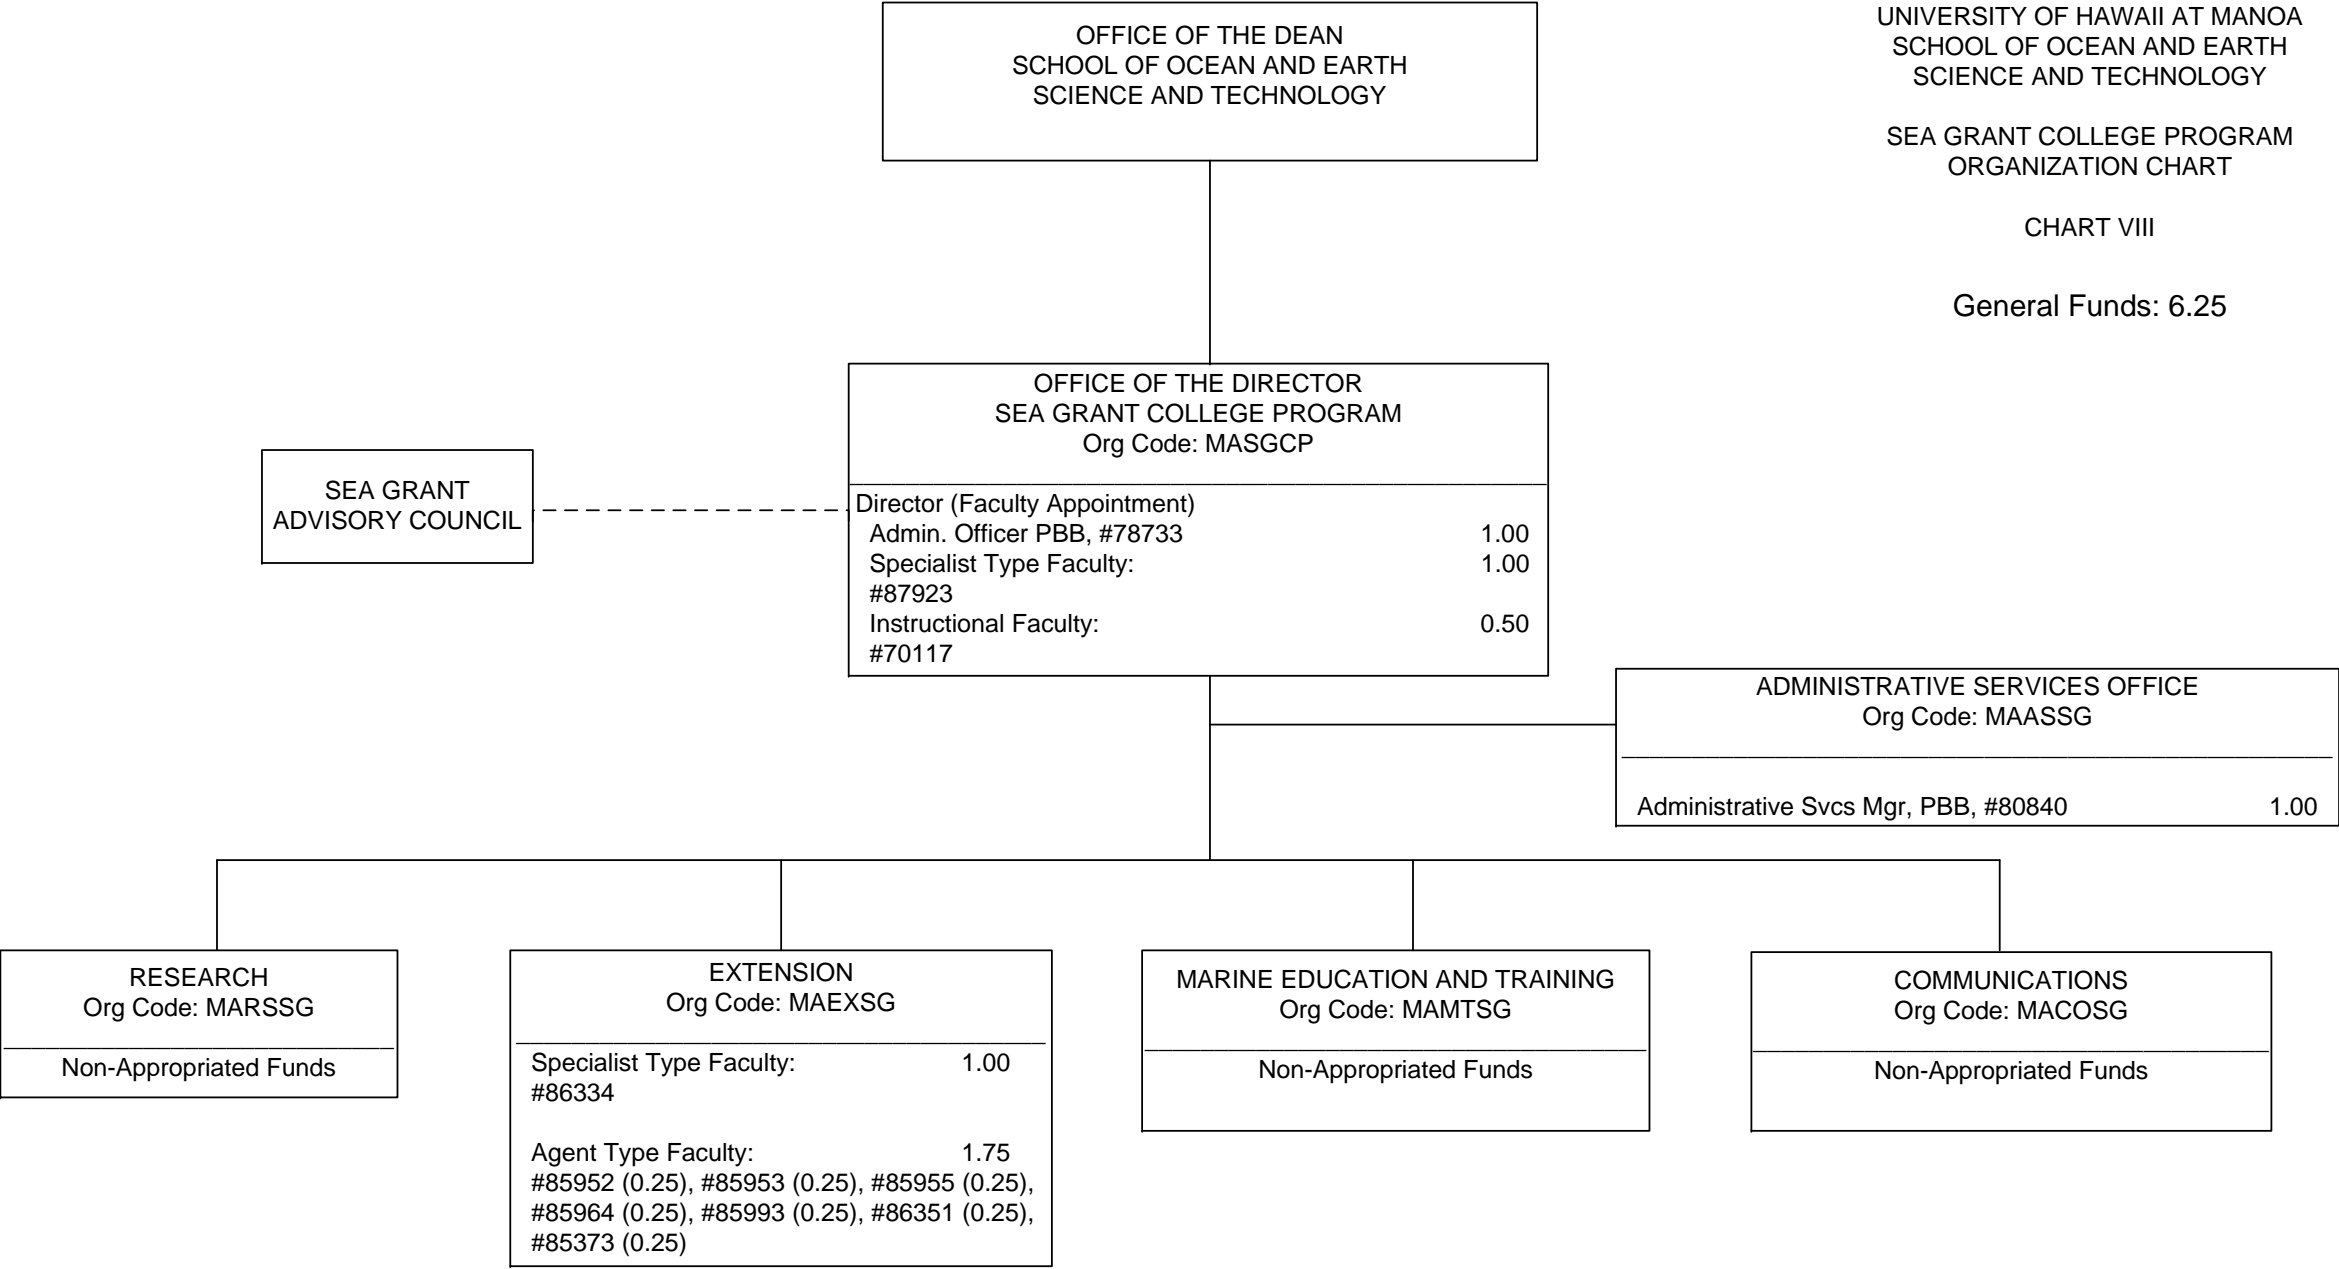 OFFICE OF THE DEAN
SCHOOL OF OCEAN AND EARTH
SCIENCE AND TECHNOLOGY
UNIVERSITY OF HAWAII AT MANOA
SCHOOL OF OCEAN AND EARTH
SCIENCE AND TECHNOLOGY
SEA GRANT COLLEGE PROGRAM
ORGANIZATION CHART
CHART VIII
General Funds: 6.25
OFFICE OF THE DIRECTOR
SEA GRANT COLLEGE PROGRAM
Org Code: MASGCP
Director (Faculty Appointment)
Admin. Officer PBB, #78733 1.00
Specialist Type Faculty: 1.00
#87923
Instructional Faculty: 0.50
#70117
SEA GRANT
ADVISORY COUNCIL
ADMINISTRATIVE SERVICES OFFICE
Org Code: MAASSG
Administrative Svcs Mgr, PBB, #80840 1.00
RESEARCH
Org Code: MARSSG
Non-Appropriated Funds
EXTENSION
Org Code: MAEXSG
Specialist Type Faculty: 1.00
#86334
Agent Type Faculty: 1.75
#85952 (0.25), #85953 (0.25), #85955 (0.25),
#85964 (0.25), #85993 (0.25), #86351 (0.25),
#85373 (0.25)
MARINE EDUCATION AND TRAINING
Org Code: MAMTSG
Non-Appropriated Funds
COMMUNICATIONS
Org Code: MACOSG
Non-Appropriated Funds